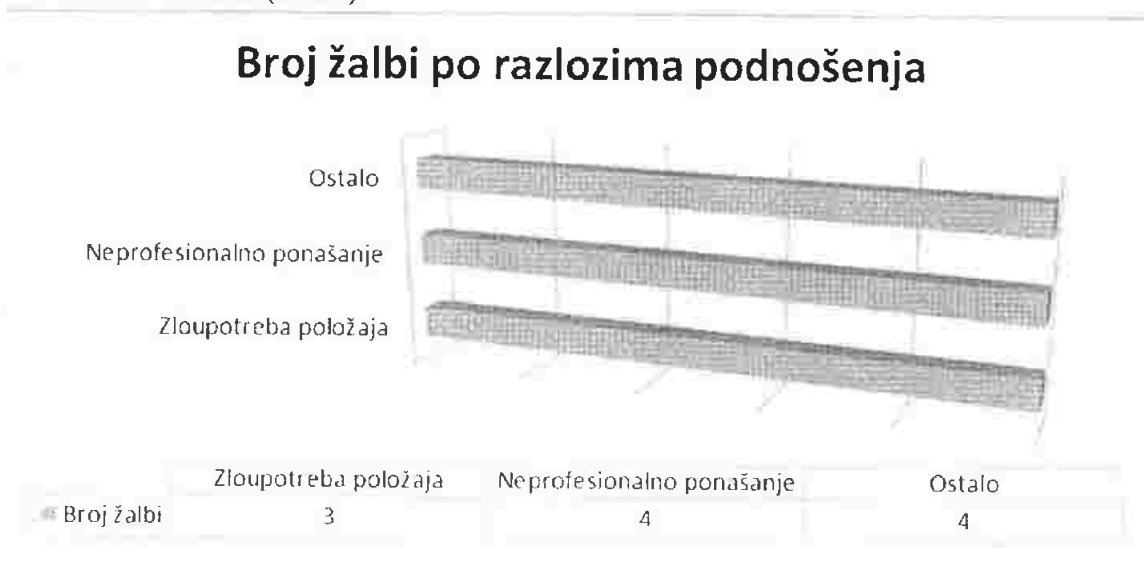 Broj žalbi po razlozima podnošenja
Ostalo
Neprofesionalno ponašanje
Zloupotreba položaja
Zloupotreba položaja Neprofesionalno ponašanje Ostalo
Broj žalbi 3 4 4